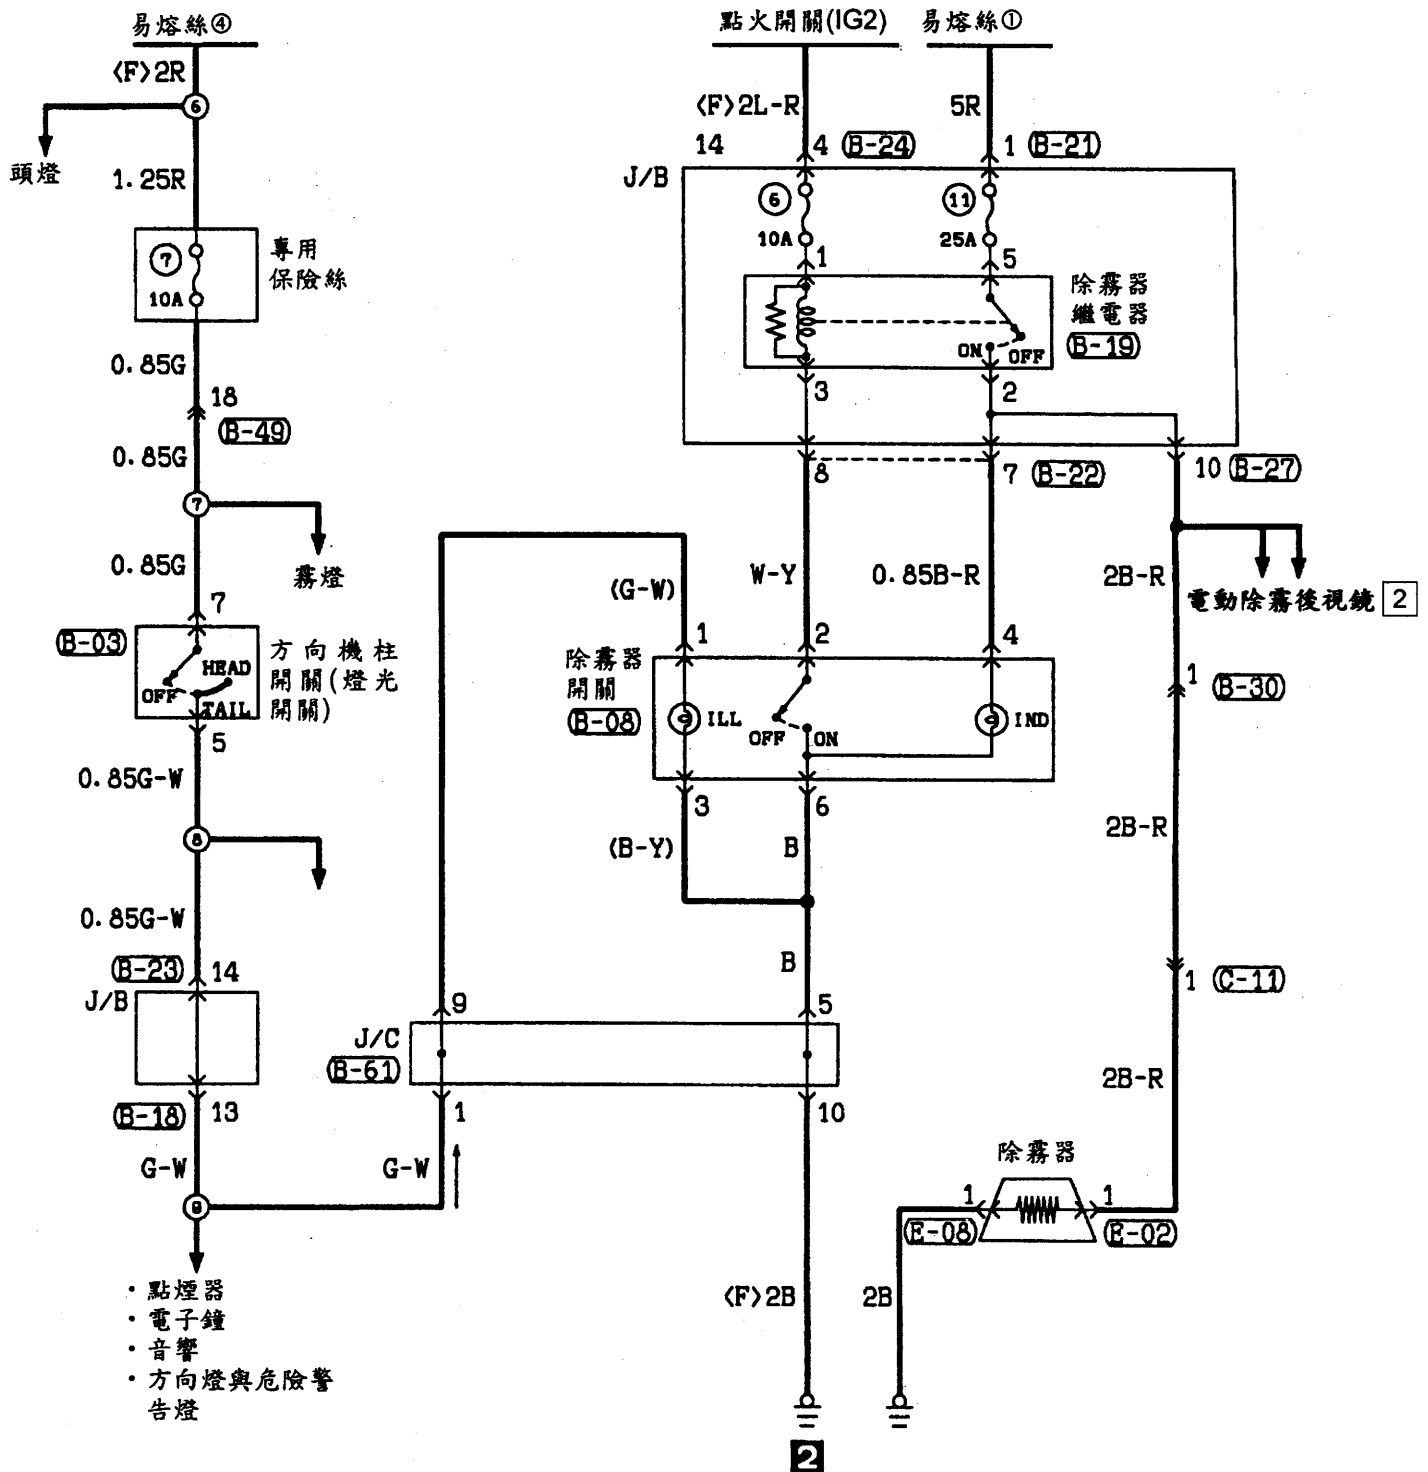 易熔絲④
點火開關(IG2)
易熔絲①
<F>2R
6
<F>2L-R
5R
頭燈
1.25R
14
4
(B-24)
1
(B-21)
J/B
7
10A
專用
保險絲
6
10A
11
25A
1
5
除霧器
繼電器
(B-19)
ON
OFF
3
2
0.85G
18
(B-49)
0.85G
8
7
(B-22)
10
(B-27)
7
霧燈
0.85G
(G-W)
W-Y
0.85B-R
2B-R
電動除霧後視鏡 2
7
(B-03)
HEAD
OFF
TAIL
方向機柱
開關(燈光
開關)
5
1
2
4
除霧器
開關
(B-08)
ILL
OFF
ON
IND
1
(B-30)
0.85G-W
3
6
(B-Y)
B
2B-R
8
0.85G-W
B
(B-23)
14
J/B
1
(C-11)
9
5
J/C
(B-61)
2B-R
(B-18)
13
1
10
G-W
G-W
9
除霧器
1
(E-08)
1
(E-02)
・點煙器
・電子鐘
・音響
・方向燈與危險警
告燈
<F>2B
2B
2